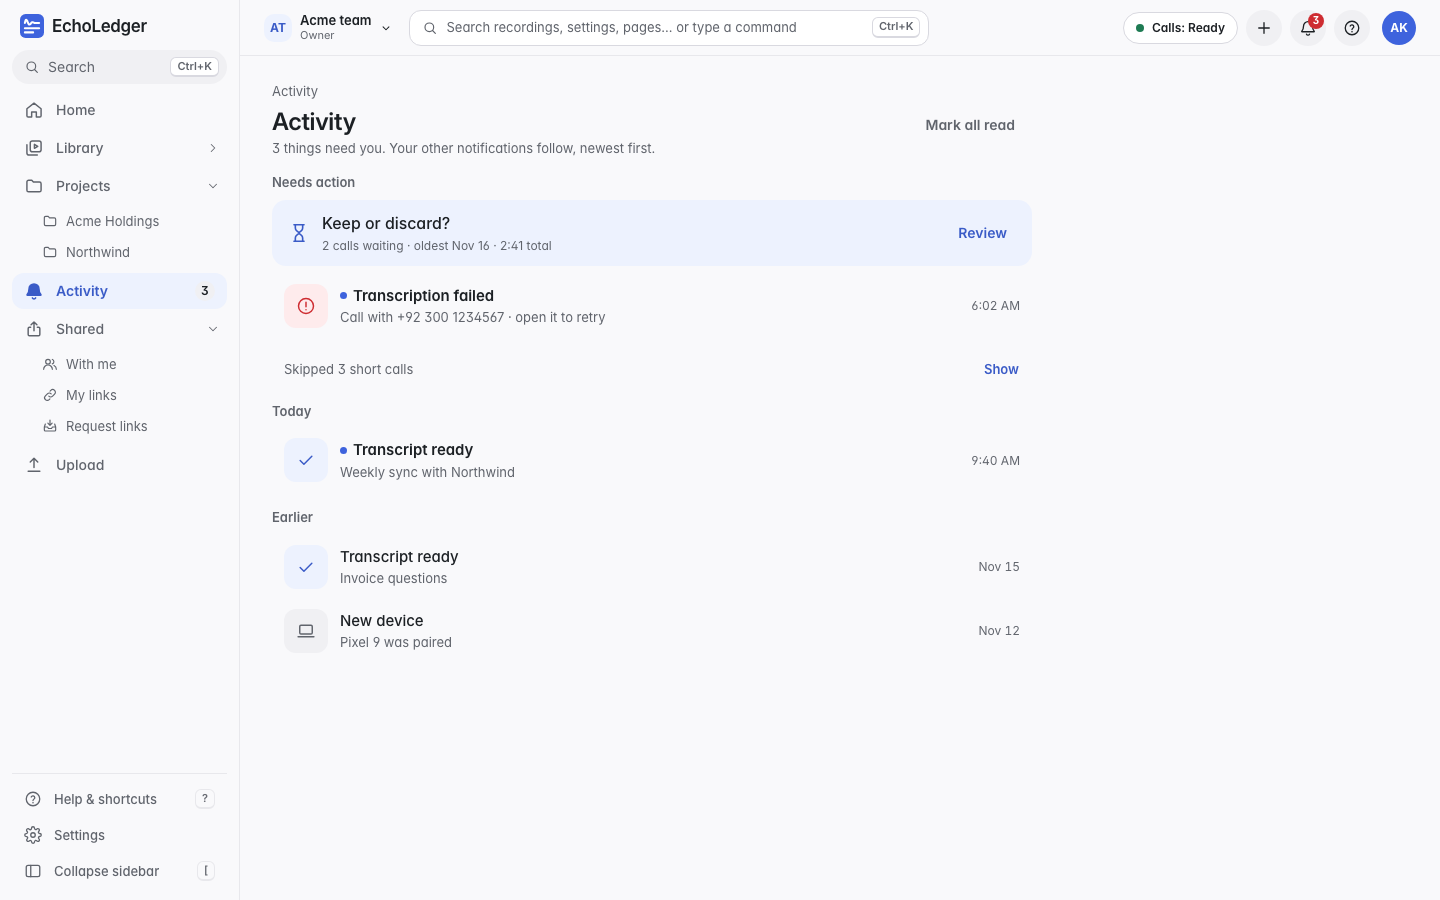 EchoLedger
Search Ctrl+K
Home
Library
Projects
Acme Holdings
Northwind
Activity 3
Shared
With me
My links
Request links
Upload
Help & shortcuts ?
Settings
Collapse sidebar [
AT Acme team
Owner
Search recordings, settings, pages... or type a command Ctrl+K
Calls: Ready
3
AK
Activity
Activity
Mark all read
3 things need you. Your other notifications follow, newest first.
Needs action
Keep or discard?
2 calls waiting · oldest Nov 16 · 2:41 total
Review
Transcription failed
Call with +92 300 1234567 · open it to retry
6:02 AM
Skipped 3 short calls Show
Today
Transcript ready
Weekly sync with Northwind
9:40 AM
Earlier
Transcript ready
Invoice questions
Nov 15
New device
Pixel 9 was paired
Nov 12